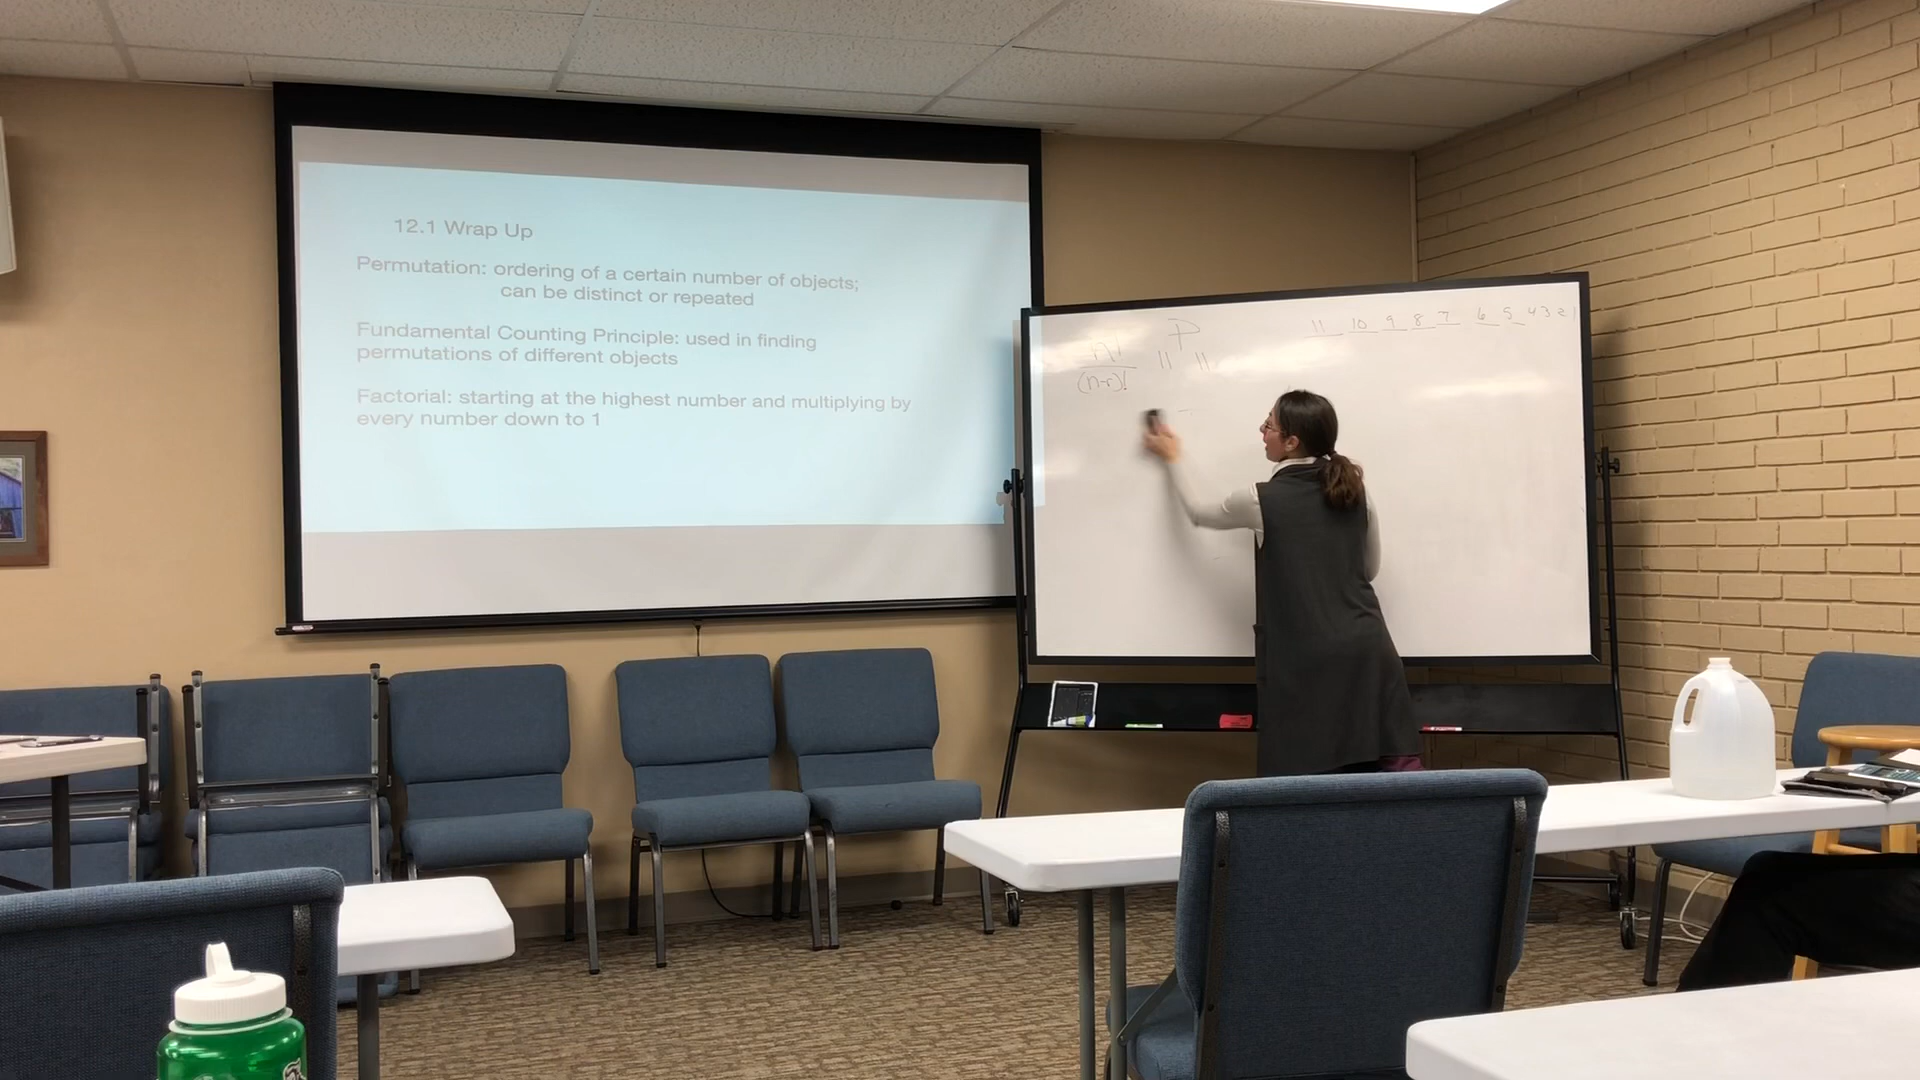 12.1 Wrap Up
Permutation: ordering of a certain number of objects;
can be distinct or repeated
Fundamental Counting Principle: used in finding
permutations of different objects
Factorial: starting at the highest number and multiplying by
every number down to 1
n!
(n-r)!
P
11 11
11 10 9 8 7 6 5 4 3 2 1